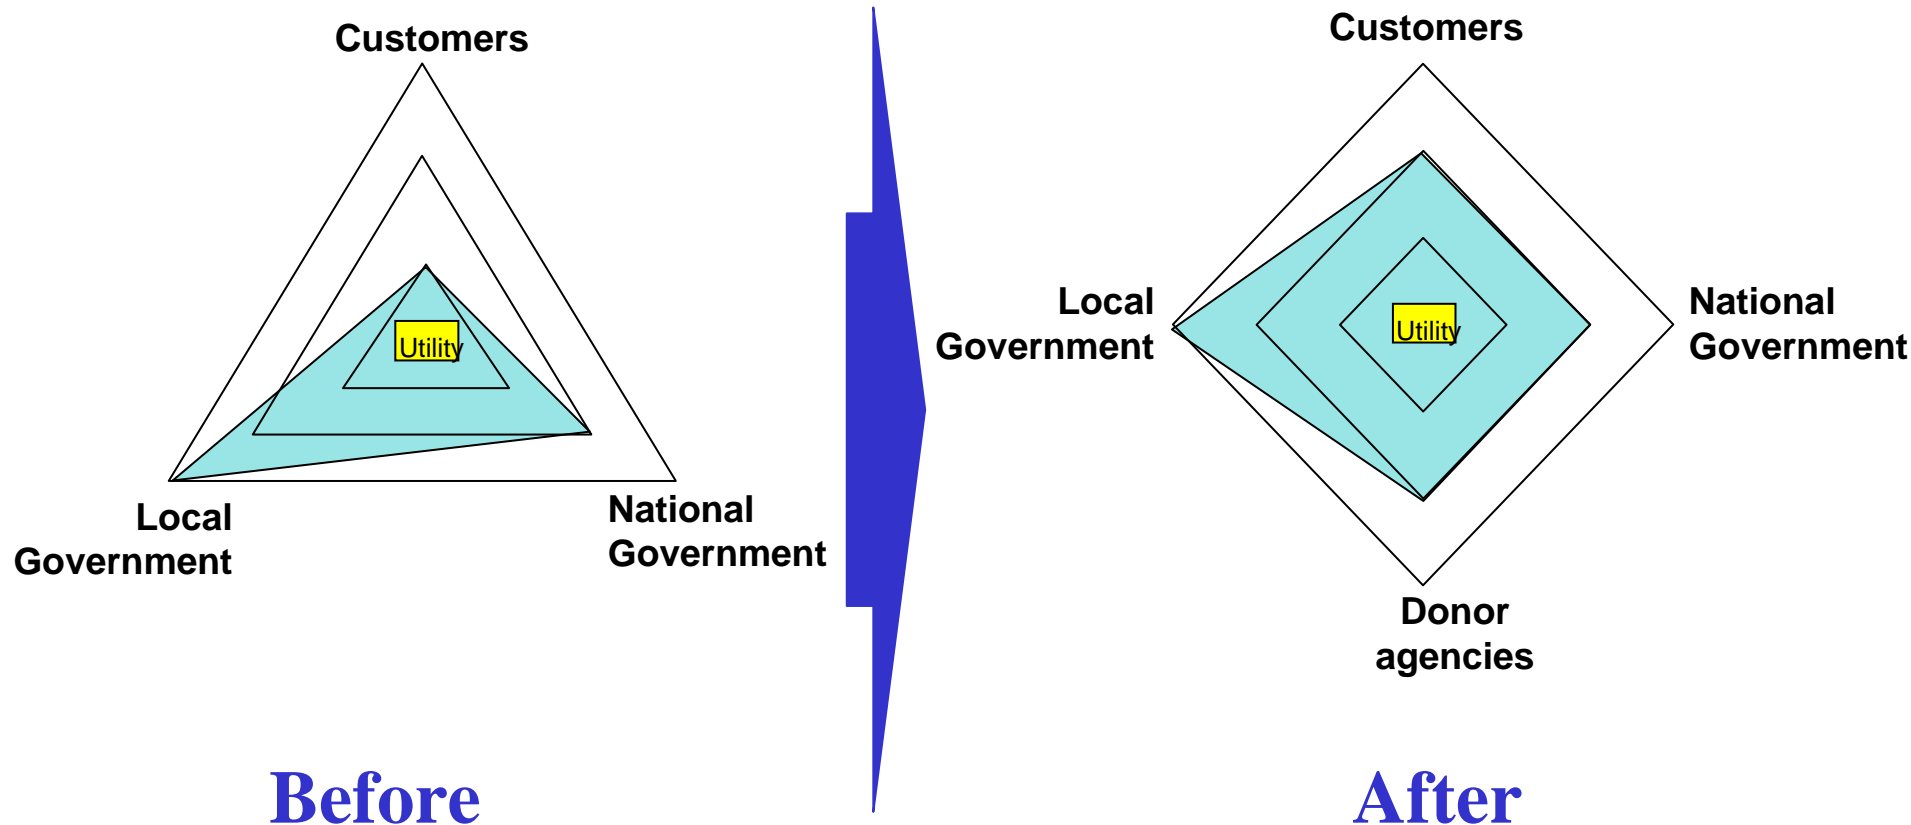 Customers
Utility
Local
Government
National
Government
Before
Customers
Local
Government
Utility
National
Government
Donor
agencies
After